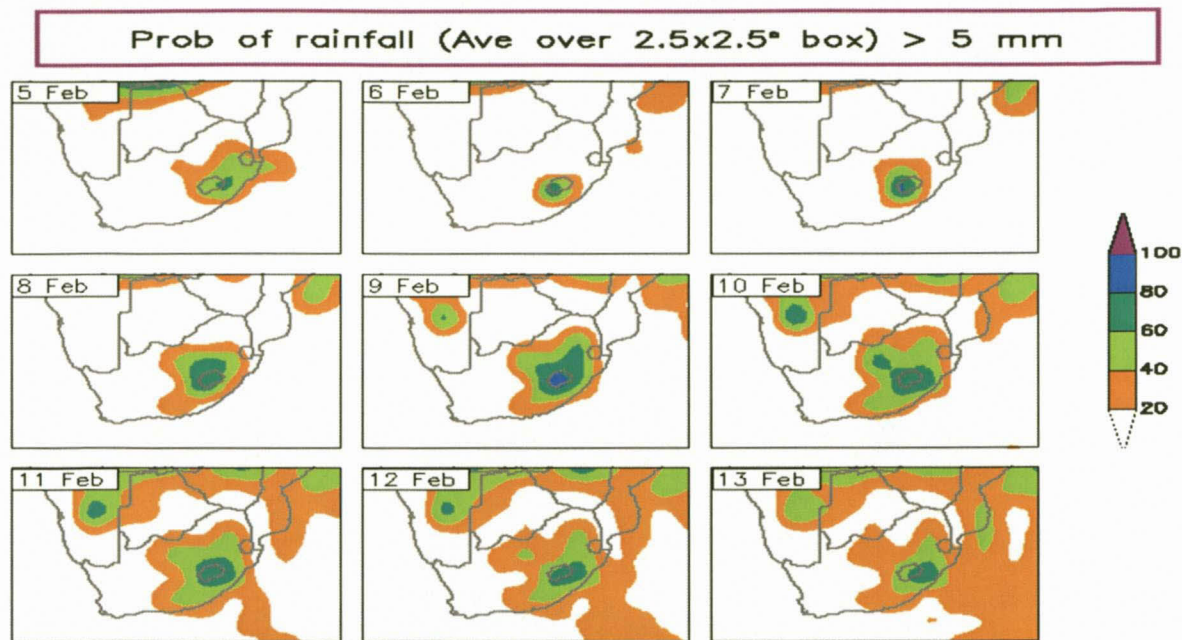 Prob of rainfall (Ave over 2.5x2.5° box) > 5 mm
5 Feb
6 Feb
7 Feb
8 Feb
9 Feb
10 Feb
11 Feb
12 Feb
13 Feb
100
80
60
40
20